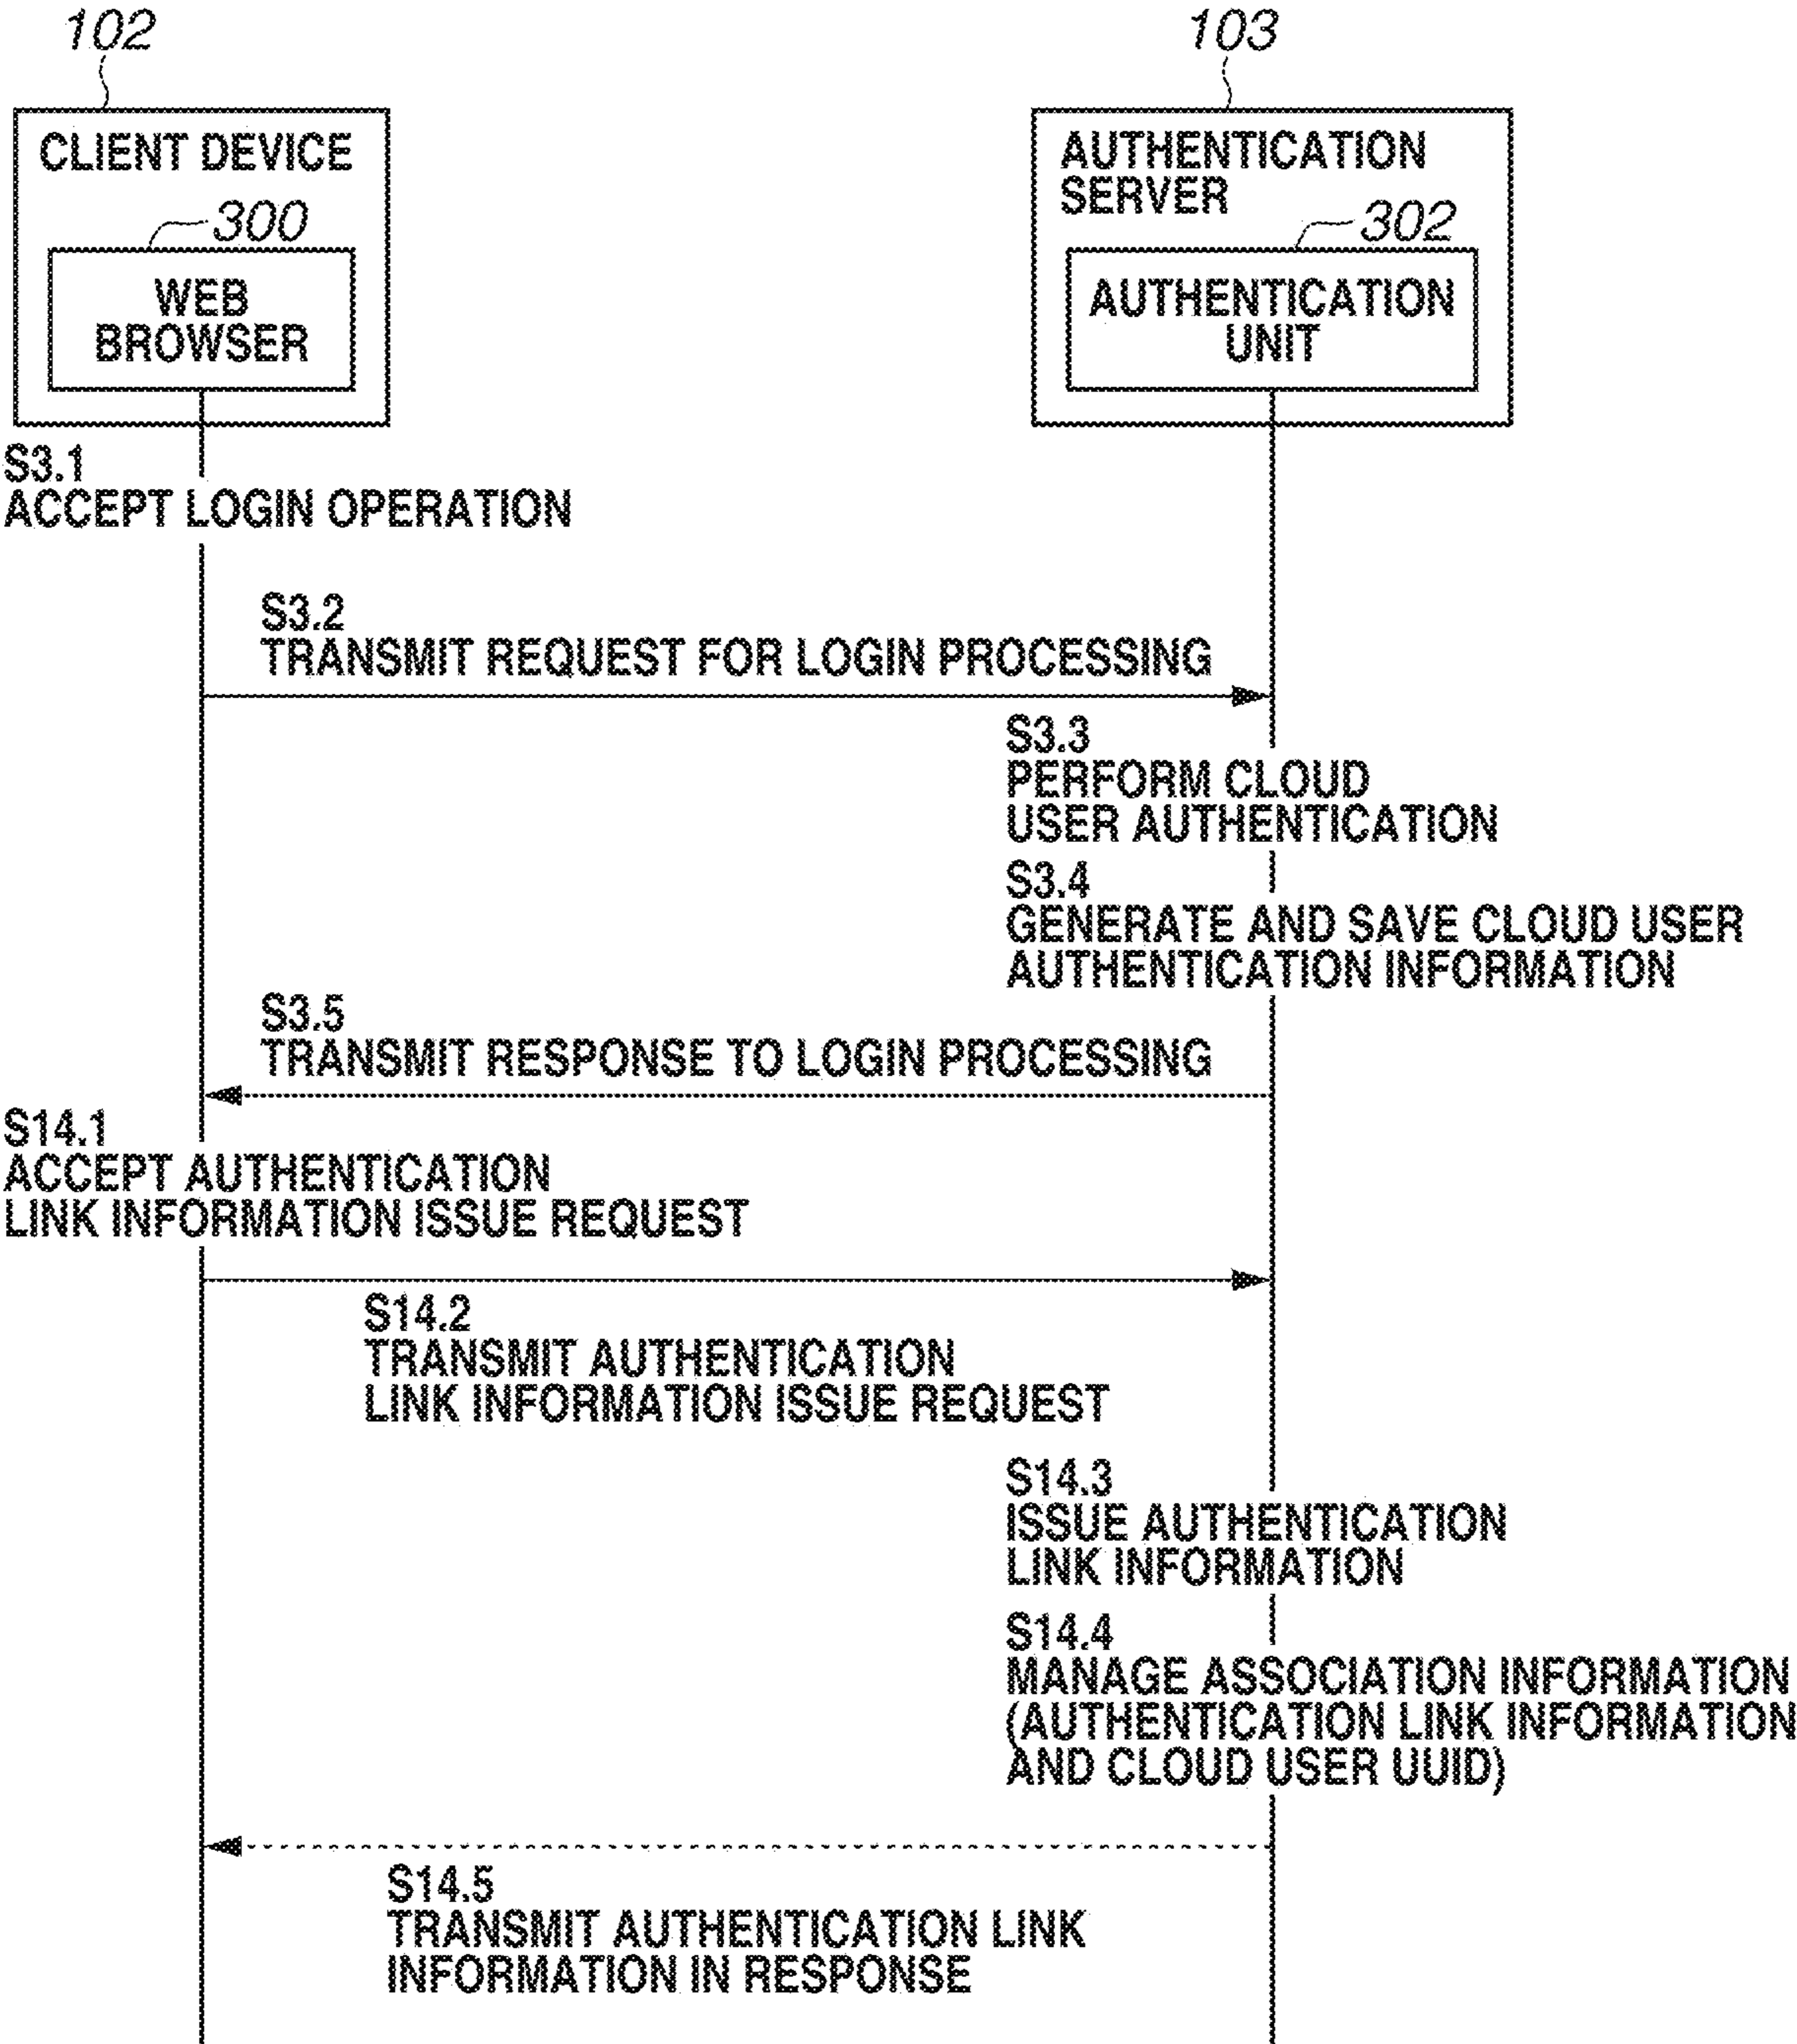 102
103
CLIENT DEVICE
300
WEB
BROWSER
AUTHENTICATION
SERVER
302
AUTHENTICATION
UNIT
S3.1
ACCEPT LOGIN OPERATION
S3.2
TRANSMIT REQUEST FOR LOGIN PROCESSING
S3.3
PERFORM CLOUD
USER AUTHENTICATION
S3.4
GENERATE AND SAVE CLOUD USER
AUTHENTICATION INFORMATION
S3.5
TRANSMIT RESPONSE TO LOGIN PROCESSING
S14.1
ACCEPT AUTHENTICATION
LINK INFORMATION ISSUE REQUEST
S14.2
TRANSMIT AUTHENTICATION
LINK INFORMATION ISSUE REQUEST
S14.3
ISSUE AUTHENTICATION
LINK INFORMATION
S14.4
MANAGE ASSOCIATION INFORMATION
(AUTHENTICATION LINK INFORMATION
AND CLOUD USER UUID)
S14.5
TRANSMIT AUTHENTICATION LINK
INFORMATION IN RESPONSE